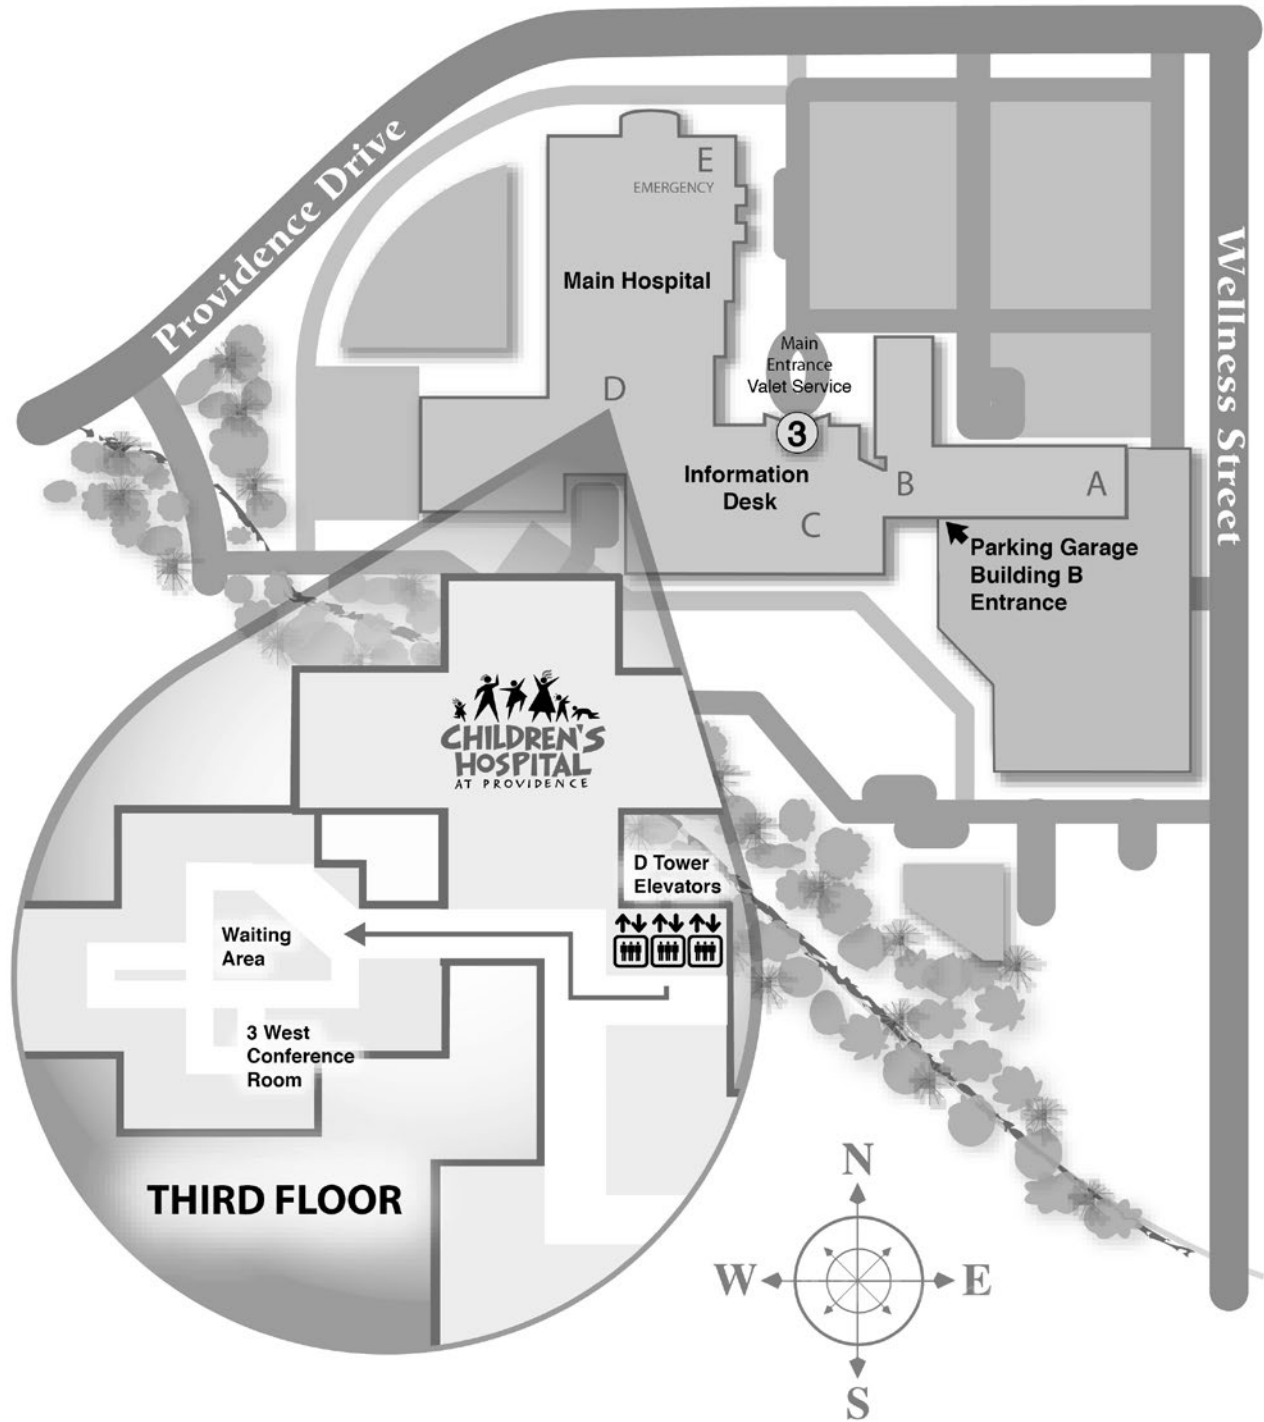 Providence Drive
Wellness Street
E
EMERGENCY
Main Hospital
Main
Entrance
Valet Service
D
3
Information
Desk
B
A
C
Parking Garage
Building B
Entrance
CHILDREN'S
HOSPITAL
AT PROVIDENCE
D Tower
Elevators
Waiting
Area
3 West
Conference
Room
THIRD FLOOR
N
W
E
S